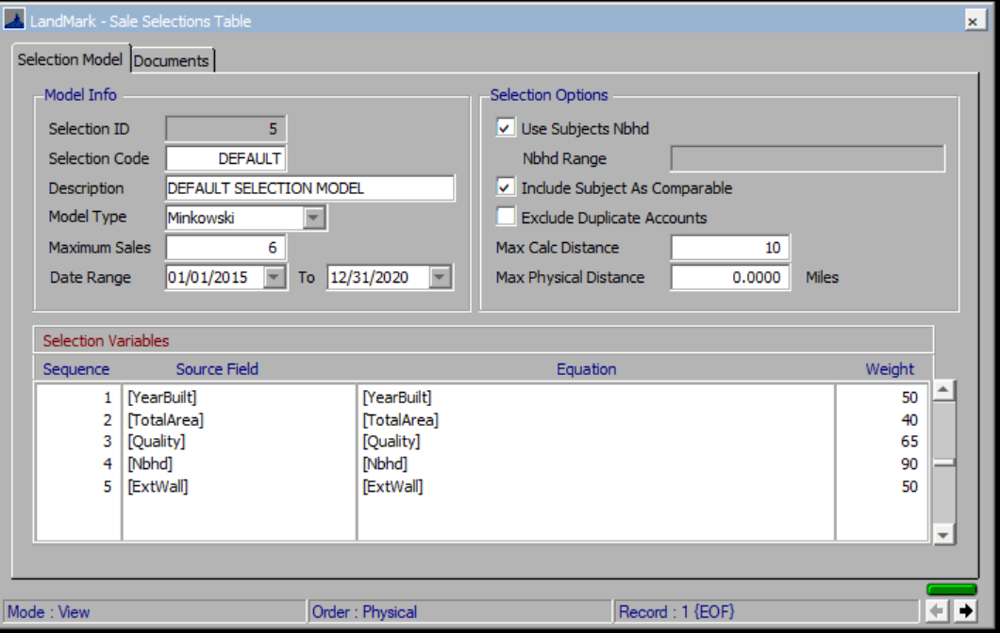 LandMark - Sale Selections Table
Selection Model Documents
Model Info
Selection ID 5
Selection Code DEFAULT
Description DEFAULT SELECTION MODEL
Model Type Minkowski
Maximum Sales 6
Date Range 01/01/2015 To 12/31/2020
Selection Options
Use Subjects Nbhd
Nbhd Range
Include Subject As Comparable
Exclude Duplicate Accounts
Max Calc Distance 10
Max Physical Distance 0.0000 Miles
Selection Variables
Sequence Source Field Equation Weight
1 [YearBuilt] [YearBuilt] 50
2 [TotalArea] [TotalArea] 40
3 [Quality] [Quality] 65
4 [Nbhd] [Nbhd] 90
5 [ExtWall] [ExtWall] 50
Mode : View Order : Physical Record : 1 {EOF}